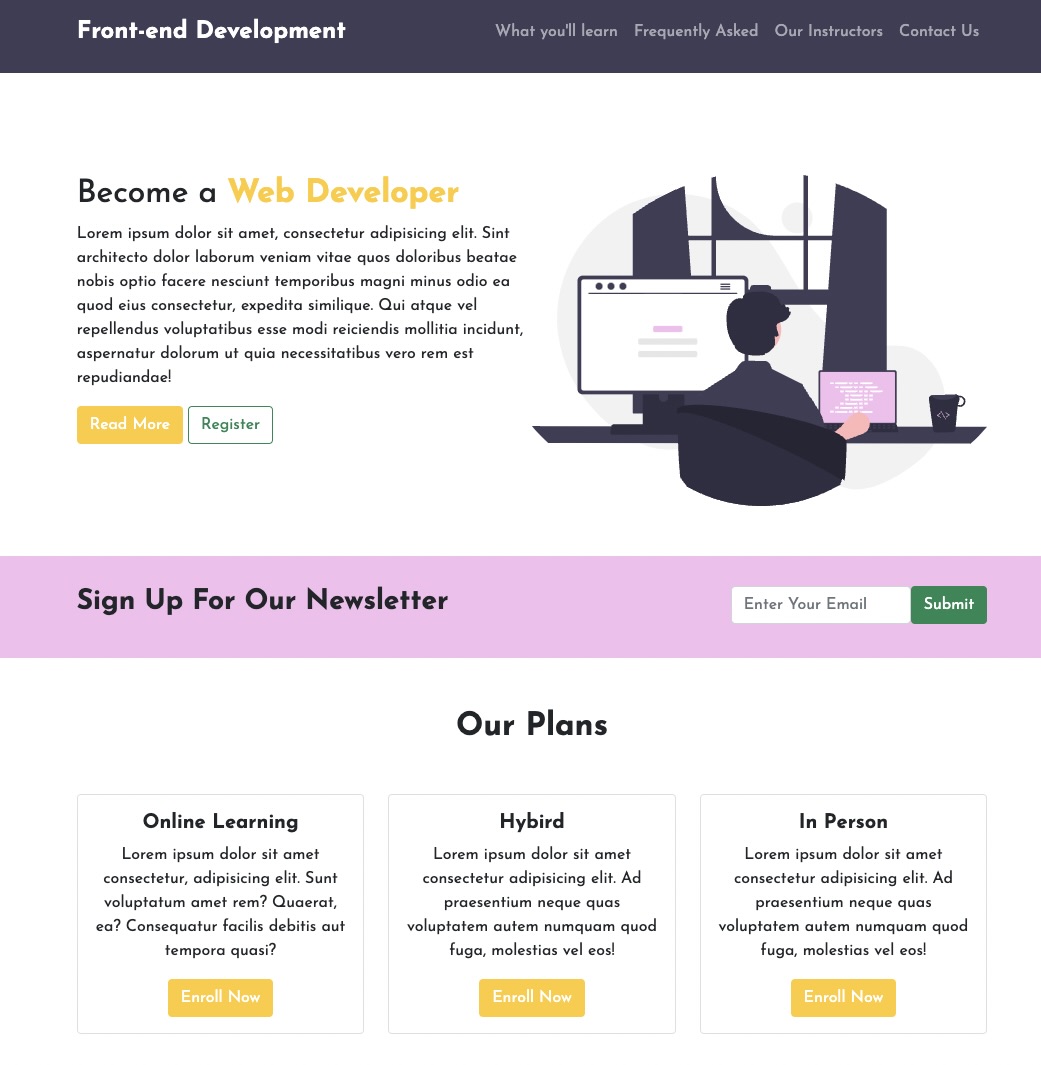 Front-end Development
What you'll learn Frequently Asked Our Instructors Contact Us
Become a Web Developer
Lorem ipsum dolor sit amet, consectetur adipisicing elit. Sint
architecto dolor laborum veniam vitae quos doloribus beatae
nobis optio facere nesciunt temporibus magni minus odio ea
quod eius consectetur, expedita similique. Qui atque vel
repellendus voluptatibus esse modi reiciendis mollitia incidunt,
aspernatur dolorum ut quia necessitatibus vero rem est
repudiandae!
Read More Register
</>
Sign Up For Our Newsletter
Enter Your Email Submit
Our Plans
Online Learning
Lorem ipsum dolor sit amet
consectetur, adipisicing elit. Sunt
voluptatum amet rem? Quaerat,
ea? Consequatur facilis debitis aut
tempora quasi?
Enroll Now
Hybird
Lorem ipsum dolor sit amet
consectetur adipisicing elit. Ad
praesentium neque quas
voluptatem autem numquam quod
fuga, molestias vel eos!
Enroll Now
In Person
Lorem ipsum dolor sit amet
consectetur adipisicing elit. Ad
praesentium neque quas
voluptatem autem numquam quod
fuga, molestias vel eos!
Enroll Now